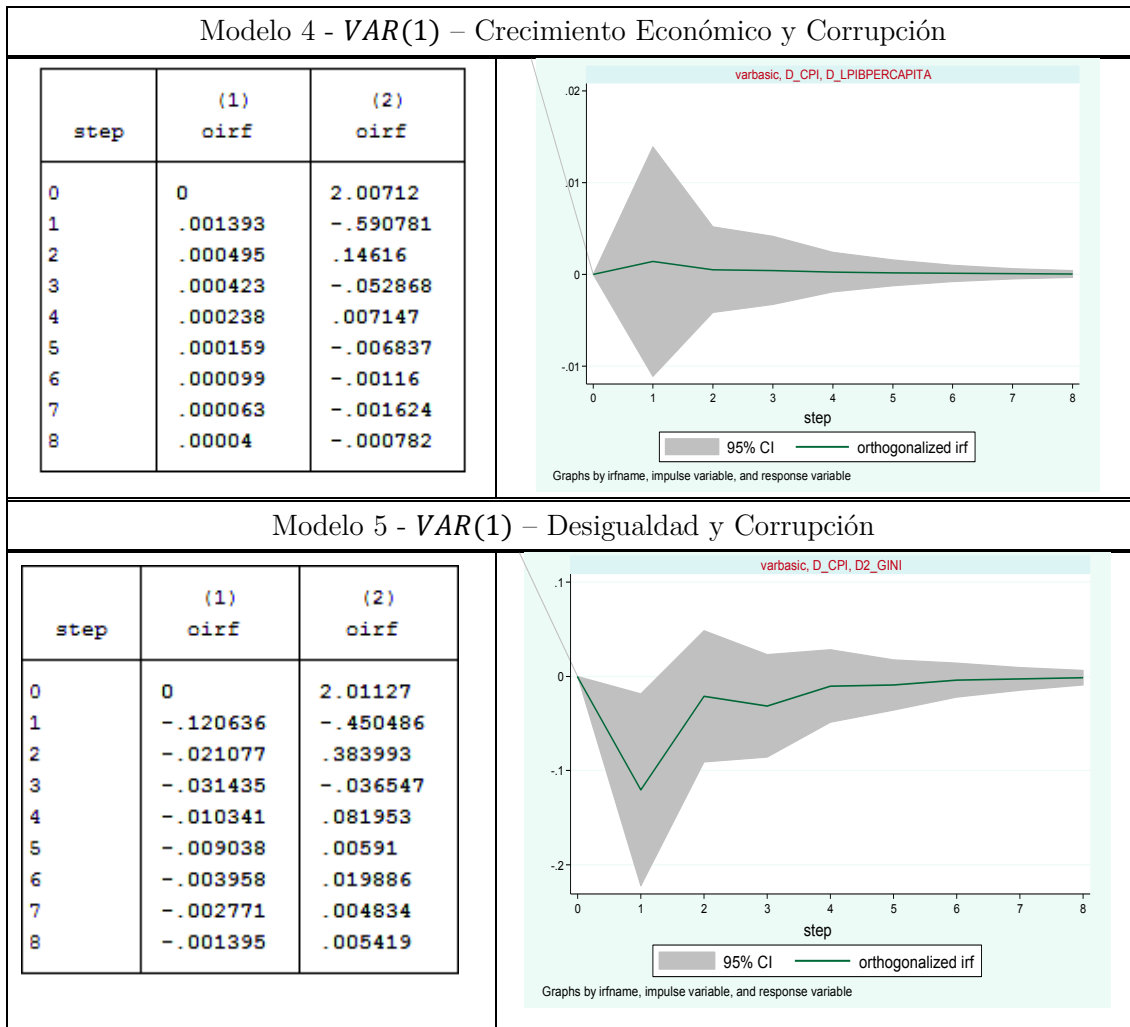 Modelo 4 - VAR(1) – Crecimiento Económico y Corrupción
(1) (2)
step oirf oirf
0 0 2.00712
1 .001393 -.590781
2 .000495 .14616
3 .000423 -.052868
4 .000238 .007147
5 .000159 -.006837
6 .000099 -.00116
7 .000063 -.001624
8 .00004 -.000782
varbasic, D_CPI, D_LPIBPERCAPITA
.02
.01
0
-.01
0 1 2 3 4 5 6 7 8
step
95% CI orthogonalized irf
Graphs by irfname, impulse variable, and response variable
Modelo 5 - VAR(1) – Desigualdad y Corrupción
(1) (2)
step oirf oirf
0 0 2.01127
1 -.120636 -.450486
2 -.021077 .383993
3 -.031435 -.036547
4 -.010341 .081953
5 -.009038 .00591
6 -.003958 .019886
7 -.002771 .004834
8 -.001395 .005419
varbasic, D_CPI, D2_GINI
.1
0
-.1
-.2
0 1 2 3 4 5 6 7 8
step
95% CI orthogonalized irf
Graphs by irfname, impulse variable, and response variable